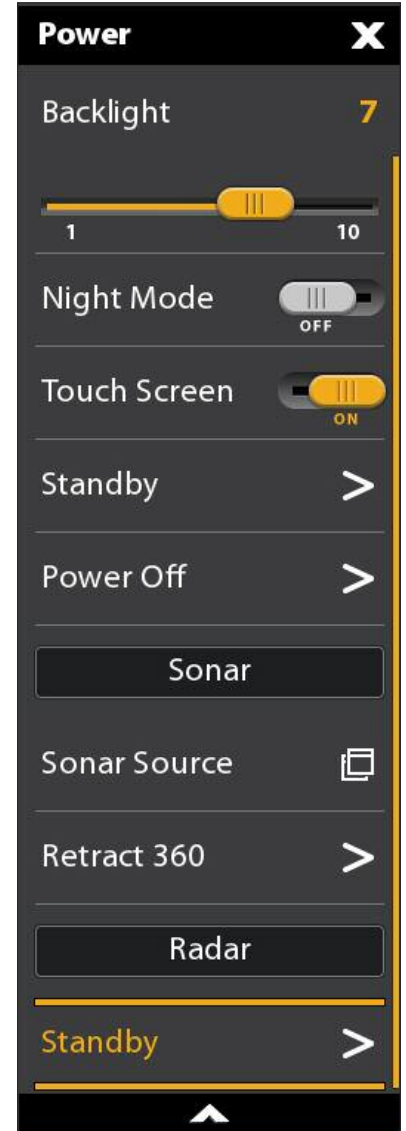 Power X
Backlight 7
1 10
Night Mode
OFF
Touch Screen
ON
Standby >
Power Off >
Sonar
Sonar Source
Retract 360 >
Radar
Standby >